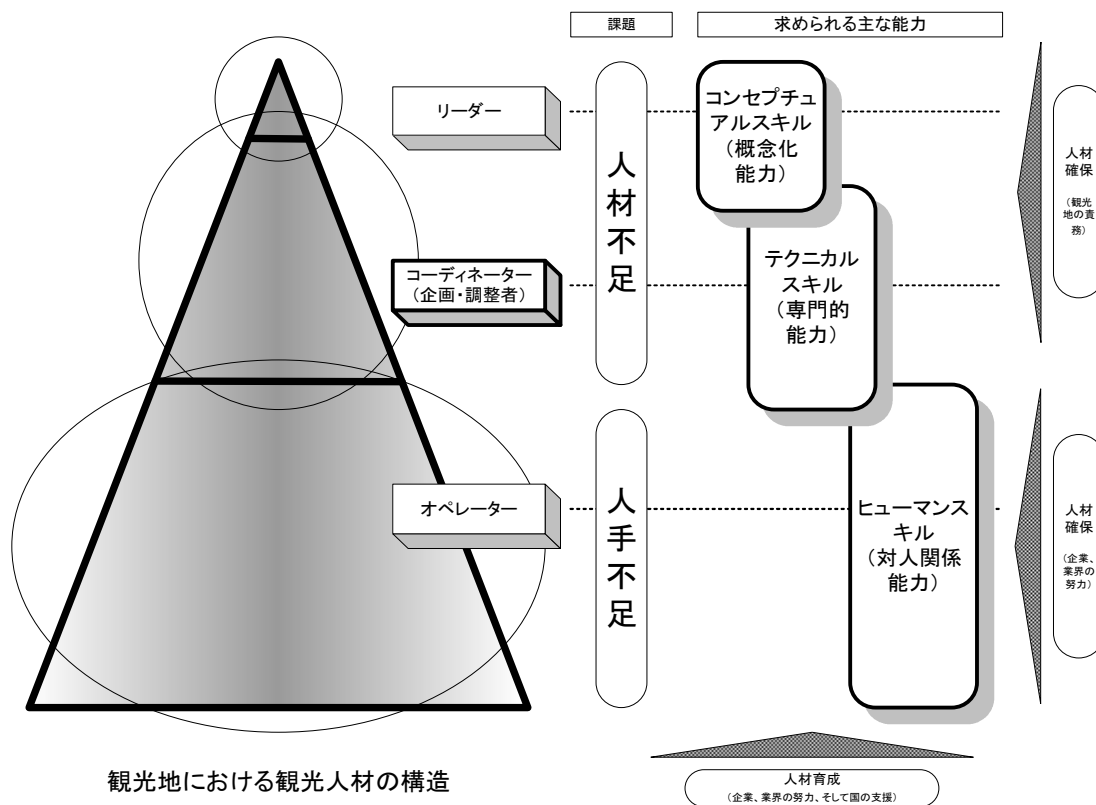 課題
求められる主な能力
リーダー
コーディネーター
（企画・調整者）
オペレーター
人材不足
人手不足
コンセプチュ
アルスキル
（概念化
能力）
テクニカル
スキル
（専門的
能力）
ヒューマンス
キル
（対人関係
能力）
人材
確保
（観光
地の責
務）
人材
確保
（企業、
業界の
努力）
人材育成
（企業、業界の努力、そして国の支援）
観光地における観光人材の構造